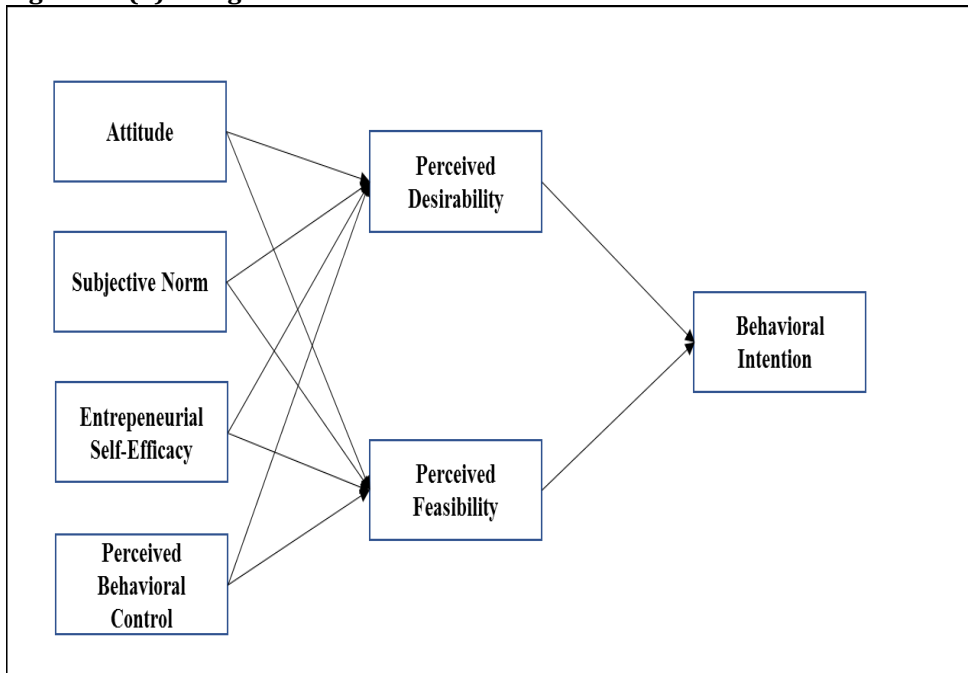 Attitude
Subjective Norm
Entrepeneurial
Self-Efficacy
Perceived
Behavioral
Control
Perceived
Desirability
Perceived
Feasibility
Behavioral
Intention